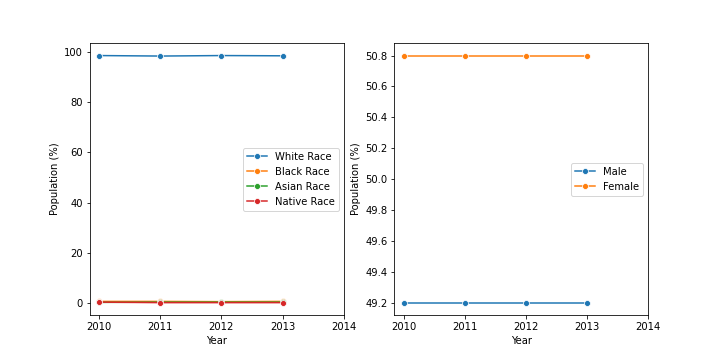 100
80
60
40
20
0
Population (%)
2010 2011 2012 2013 2014
Year
White Race
Black Race
Asian Race
Native Race
50.8
50.6
50.4
50.2
50.0
49.8
49.6
49.4
49.2
Population (%)
2010 2011 2012 2013 2014
Year
Male
Female